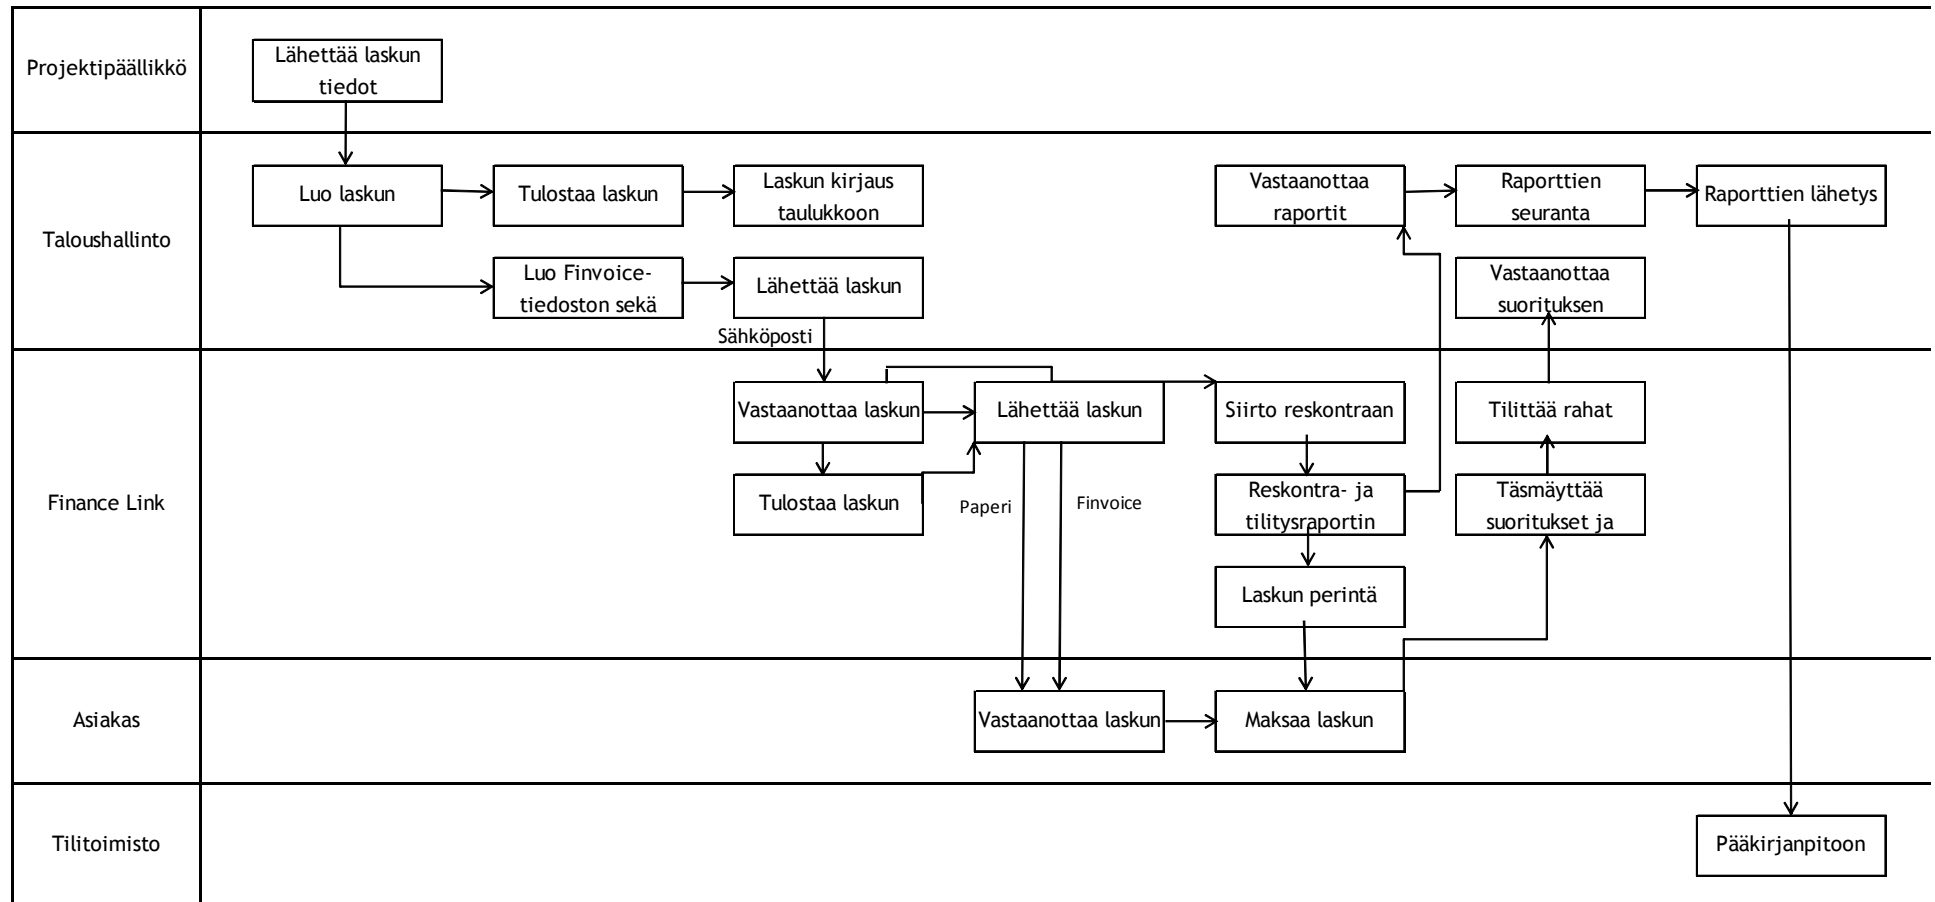 Projektipäällikkö
Lähettää laskun
tiedot
Taloushallinto
Luo laskun
Tulostaa laskun
Laskun kirjaus
taulukkoon
Vastaanottaa
raportit
Raporttien
seuranta
Raporttien lähetys
Luo Finvoice-
tiedoston sekä
Lähettää laskun
Vastaanottaa
suorituksen
Sähköposti
Finance Link
Vastaanottaa laskun
Lähettää laskun
Siirto reskontraan
Tilittää rahat
Tulostaa laskun
Paperi
Finvoice
Reskontra- ja
tilitysraportin
Täsmäyttää
suoritukset ja
Laskun perintä
Asiakas
Vastaanottaa laskun
Maksaa laskun
Tilitoimisto
Pääkirjanpitoon